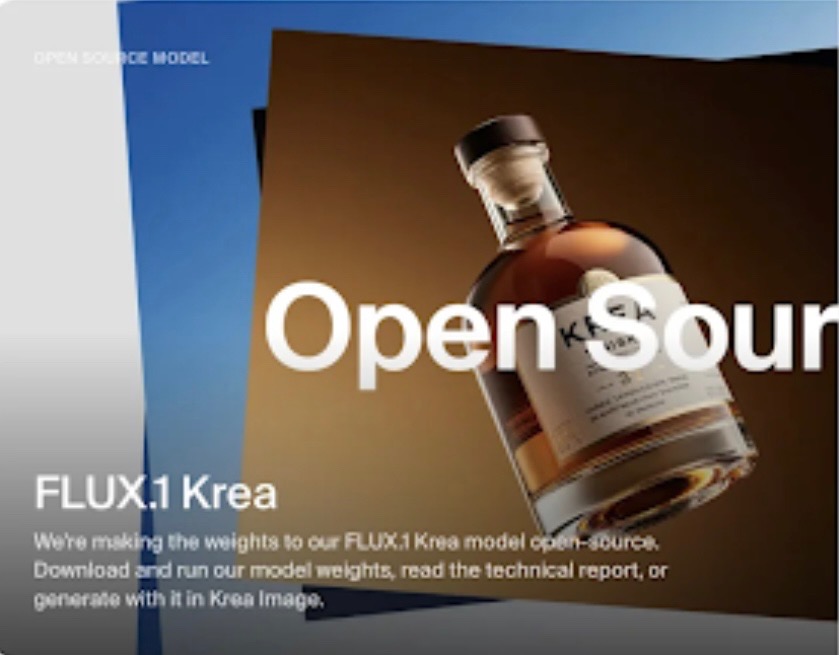 OPEN SOURCE MODEL
Open Sour
KREA
FLUX.1 Krea
We're making the weights to our FLUX.1 Krea model open-source.
Download and run our model weights, read the technical report, or
generate with it in Krea Image.